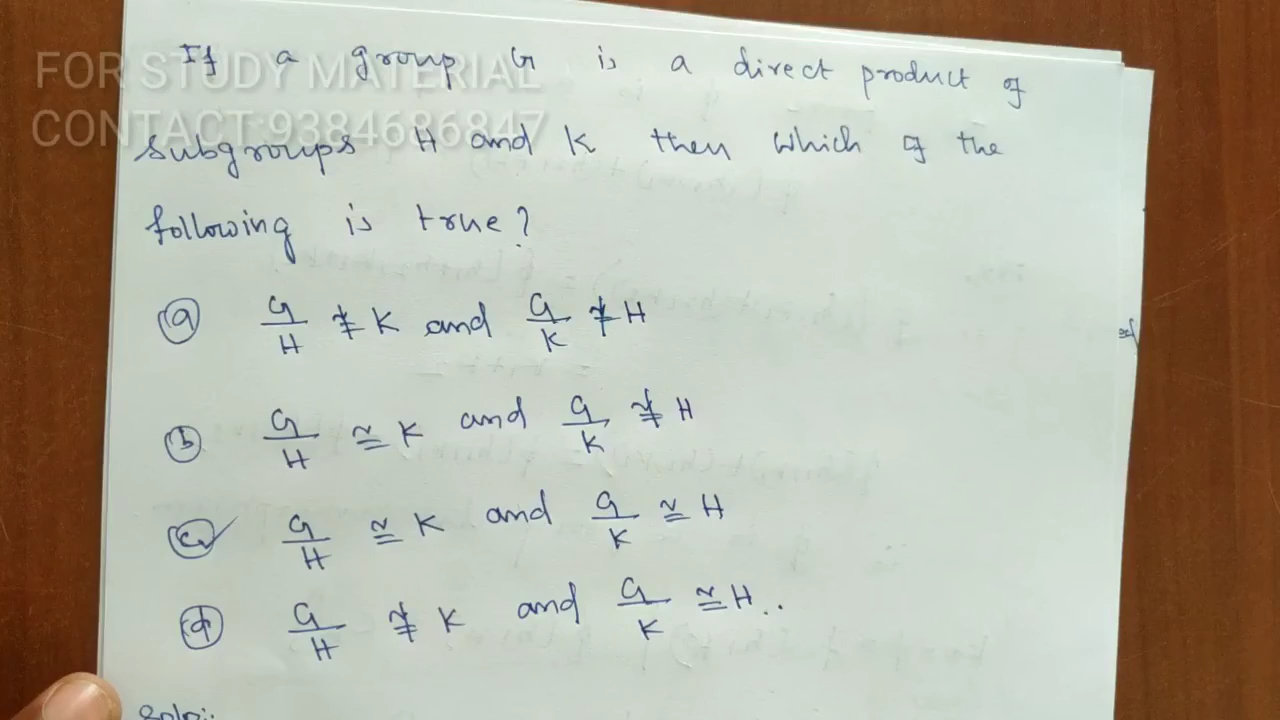 FOR STUDY MATERIAL
CONTACT:9384686847
If a group G is a direct product of
subgroups H and K then which of the
following is true?
(a) G/H ≇ K and G/K ≇ H
(b) G/H ≅ K and G/K ≇ H
(c) ✓ G/H ≅ K and G/K ≅ H
(d) G/H ≇ K and G/K ≅ H..
Soln: